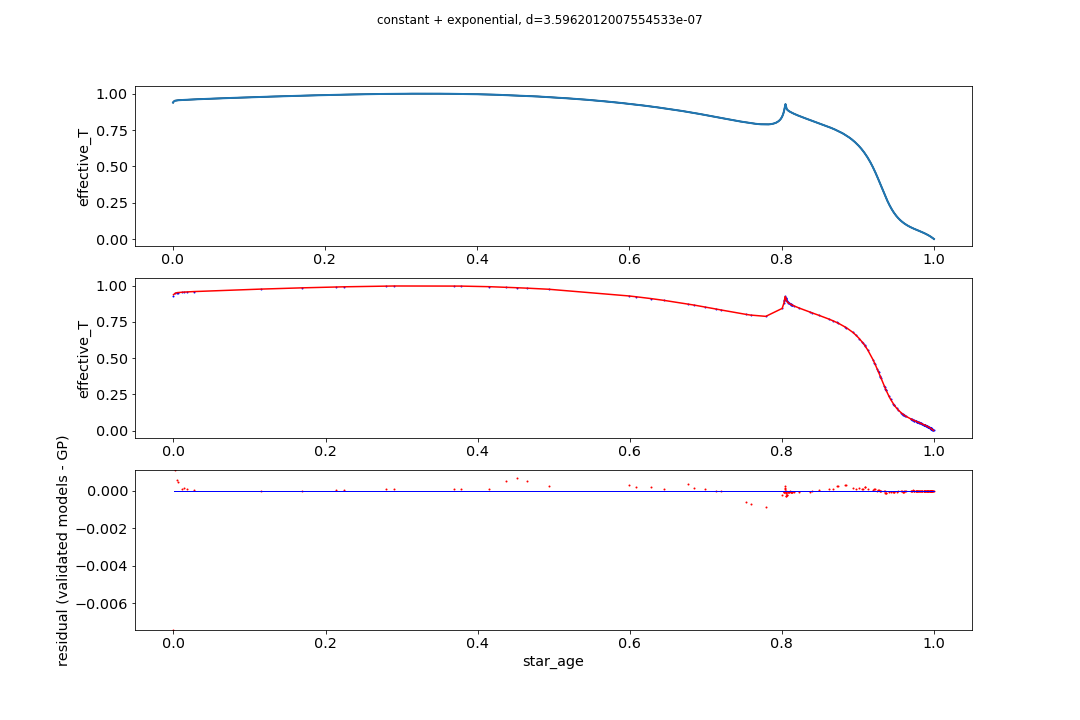 constant + exponential, d=3.5962012007554533e-07
effective_T
1.00
0.75
0.50
0.25
0.00
0.0 0.2 0.4 0.6 0.8 1.0
effective_T
1.00
0.75
0.50
0.25
0.00
0.0 0.2 0.4 0.6 0.8 1.0
residual (validated models - GP)
0.000
−0.002
−0.004
−0.006
0.0 0.2 0.4 0.6 0.8 1.0
star_age